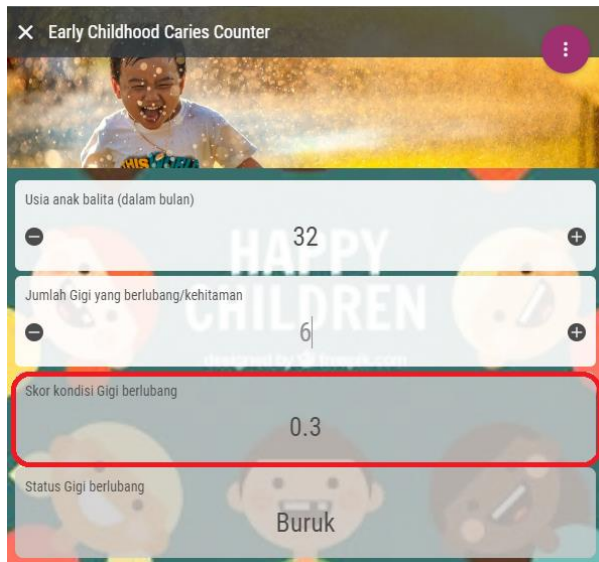 Early Childhood Caries Counter
THIS
Usia anak balita (dalam bulan)
32
HAPPY
Jumlah Gigi yang berlubang/kehitaman
CHILDREN
6
designed by freepik.com
Skor kondisi Gigi berlubang
0.3
Status Gigi berlubang
Buruk